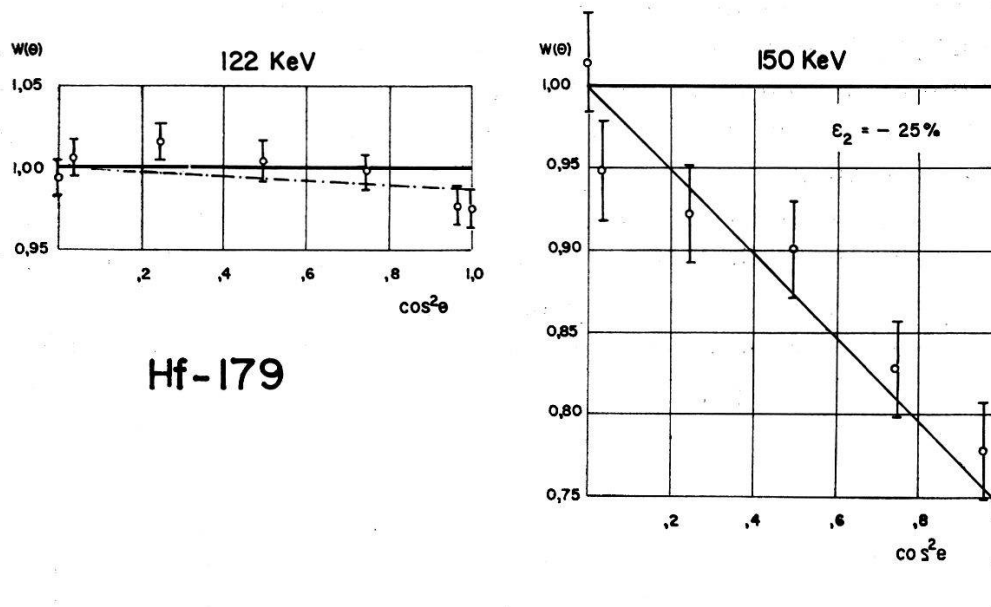 W(θ)
122 KeV
1,05
1,00
0,95
,2 ,4 ,6 ,8 1,0
cos²θ
Hf-179
W(θ)
150 KeV
1,00
ε₂ = - 25%
0,95
0,90
0,85
0,80
0,75
,2 ,4 ,6 ,8
cos²e